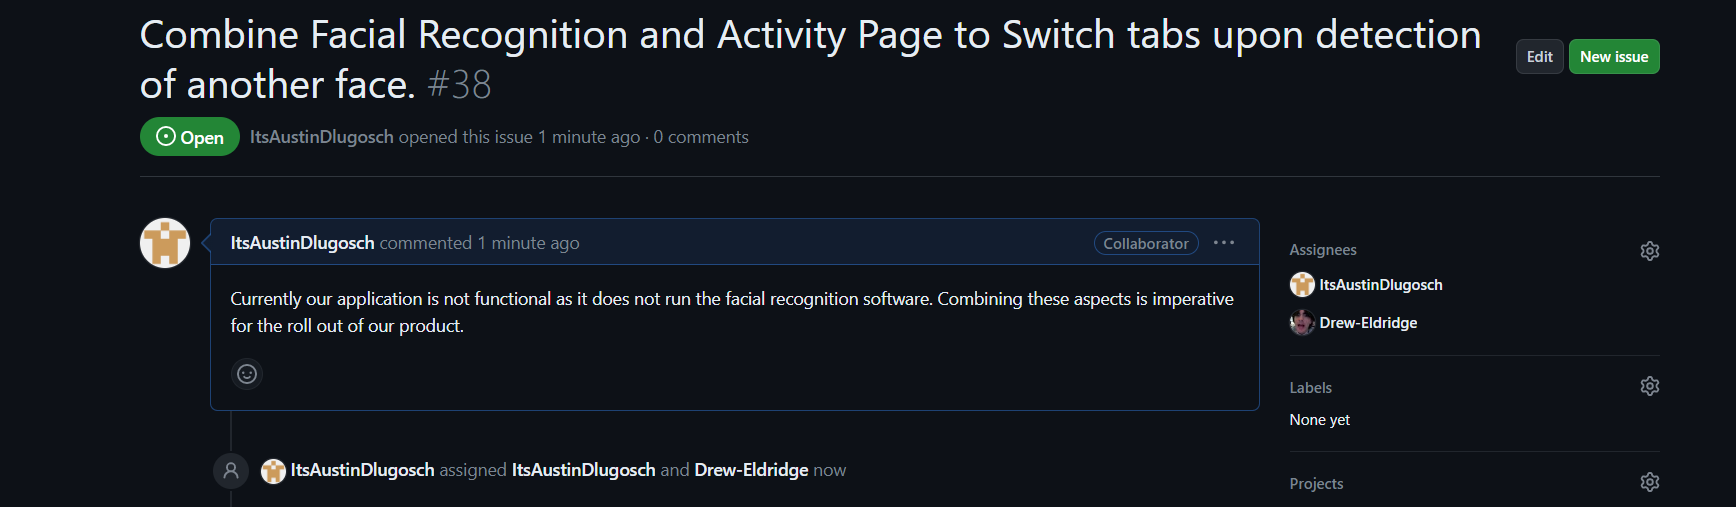 Combine Facial Recognition and Activity Page to Switch tabs upon detection
of another face. #38
Edit
New issue
Open
ItsAustinDlugosch opened this issue 1 minute ago · 0 comments
ItsAustinDlugosch commented 1 minute ago
Collaborator
Currently our application is not functional as it does not run the facial recognition software. Combining these aspects is imperative
for the roll out of our product.
ItsAustinDlugosch assigned ItsAustinDlugosch and Drew-Eldridge now
Assignees
ItsAustinDlugosch
Drew-Eldridge
Labels
None yet
Projects